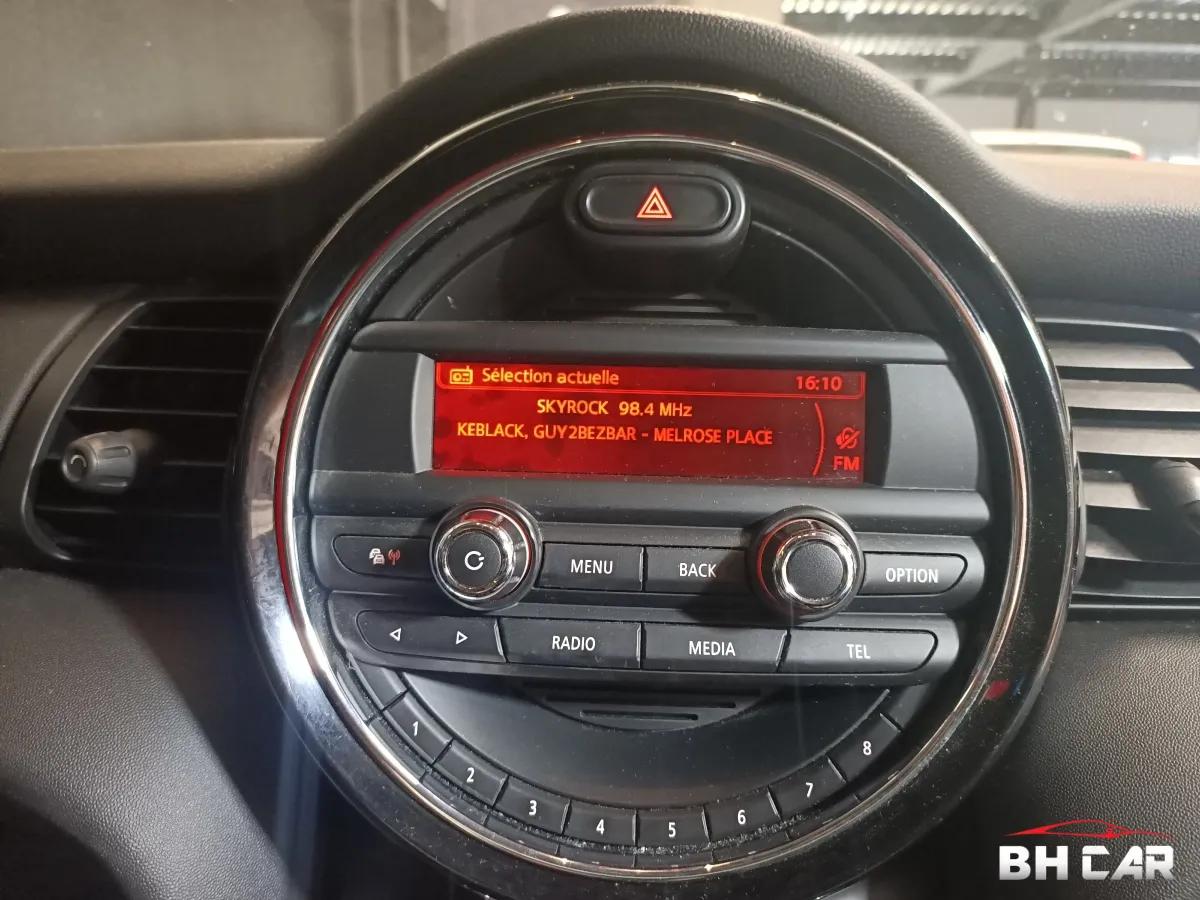 Sélection actuelle 16:10
SKYROCK 98.4 MHz
KEBLACK, GUY2BEZBAR - MELROSE PLACE
FM
MENU BACK OPTION
RADIO MEDIA TEL
1 2 3 4 5 6 7 8
BH CAR